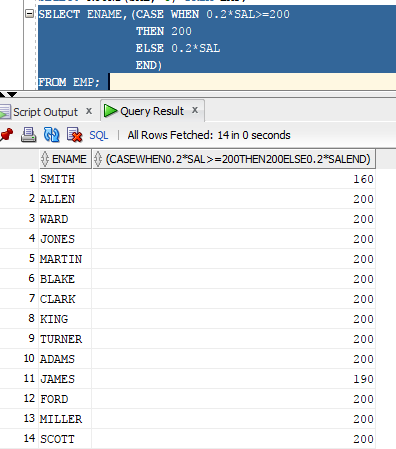 SELECT ENAME,(CASE WHEN 0.2*SAL>=200
THEN 200
ELSE 0.2*SAL
END)
FROM EMP;
Script Output x Query Result x
SQL | All Rows Fetched: 14 in 0 seconds
ENAME (CASEWHEN0.2*SAL>=200THEN200ELSE0.2*SALEND)
1 SMITH 160
2 ALLEN 200
3 WARD 200
4 JONES 200
5 MARTIN 200
6 BLAKE 200
7 CLARK 200
8 KING 200
9 TURNER 200
10 ADAMS 200
11 JAMES 190
12 FORD 200
13 MILLER 200
14 SCOTT 200